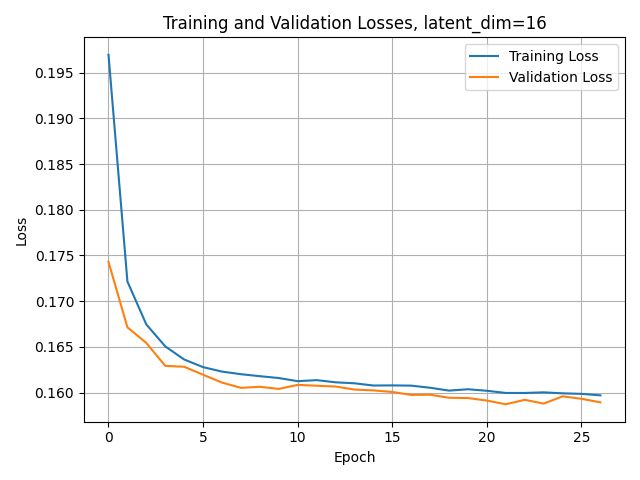 Training and Validation Losses, latent_dim=16
Training Loss
Validation Loss
0.195
0.190
0.185
0.180
0.175
0.170
0.165
0.160
Loss
0 5 10 15 20 25
Epoch